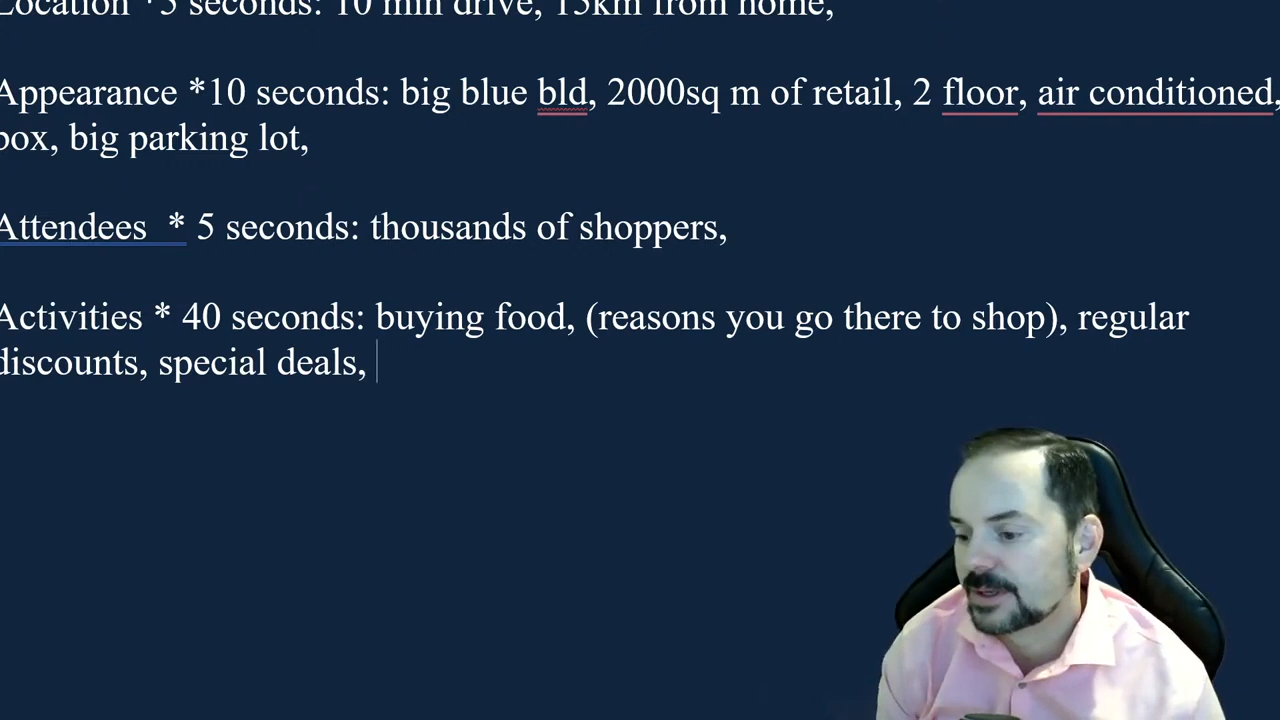 Location *5 seconds: 10 min drive, 15km from home,
Appearance *10 seconds: big blue bld, 2000sq m of retail, 2 floor, air conditioned,
box, big parking lot,
Attendees * 5 seconds: thousands of shoppers,
Activities * 40 seconds: buying food, (reasons you go there to shop), regular
discounts, special deals,